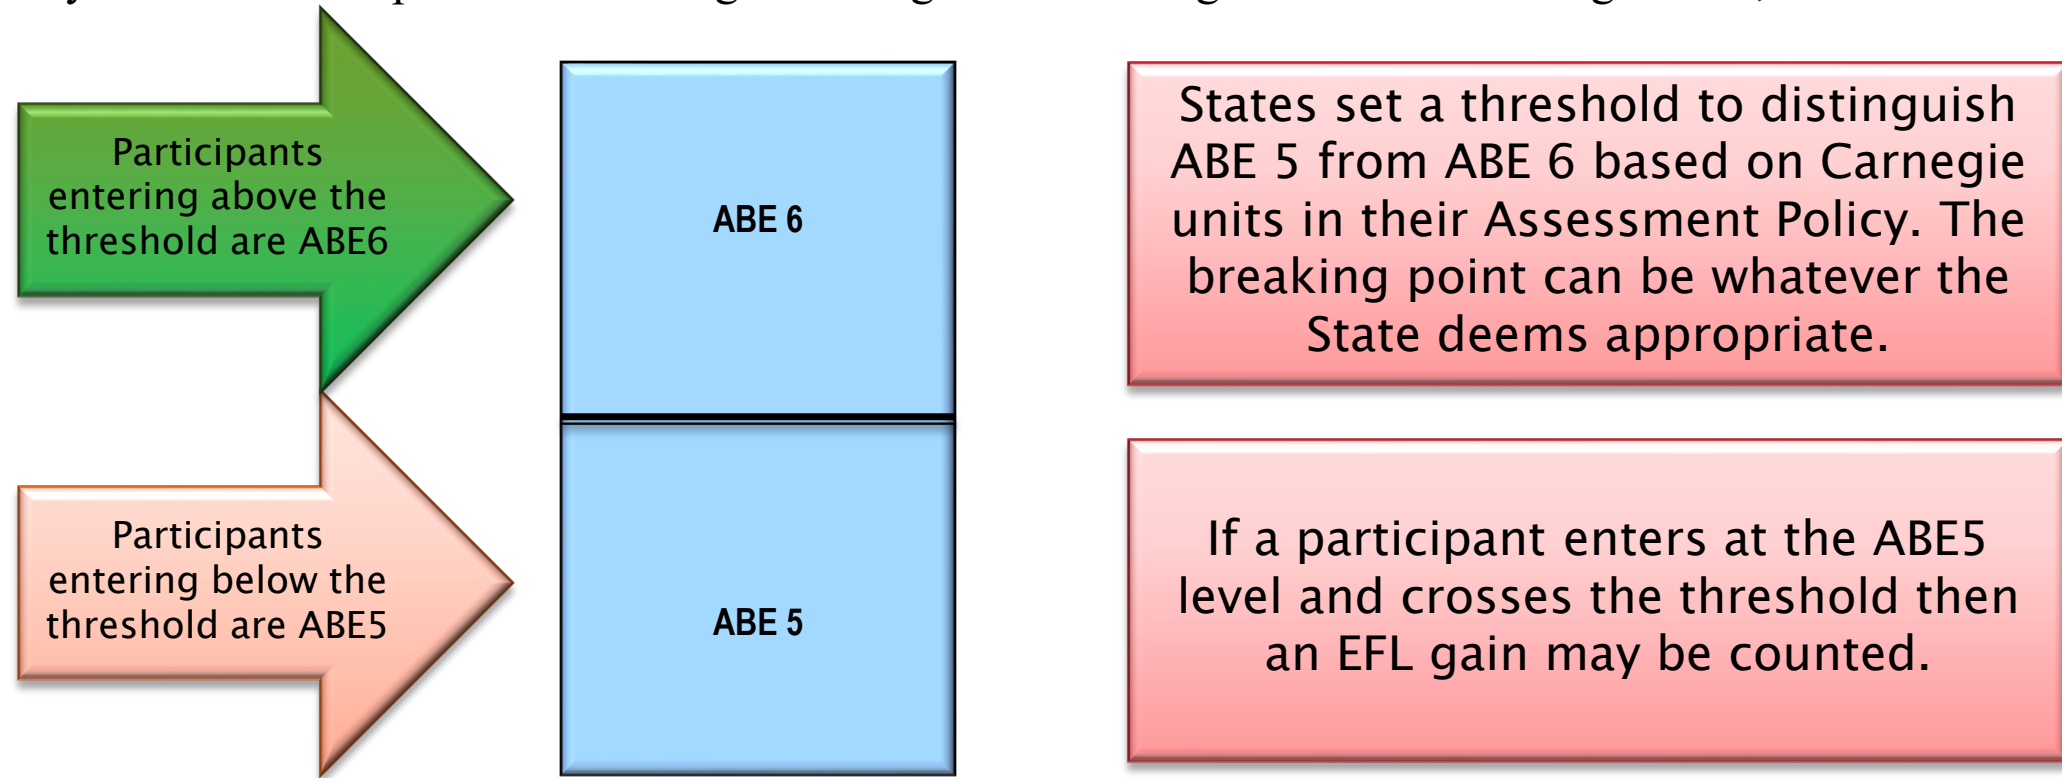 Participants
entering above the
threshold are ABE6
ABE 6
States set a threshold to distinguish
ABE 5 from ABE 6 based on Carnegie
units in their Assessment Policy. The
breaking point can be whatever the
State deems appropriate.
Participants
entering below the
threshold are ABE5
ABE 5
If a participant enters at the ABE5
level and crosses the threshold then
an EFL gain may be counted.